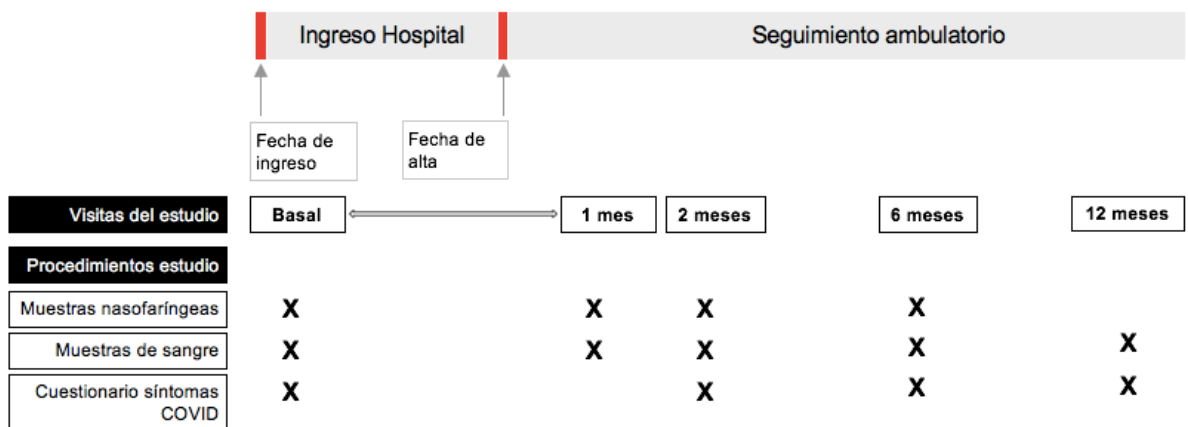 Ingreso Hospital Seguimiento ambulatorio
Fecha de ingreso
Fecha de alta
Visitas del estudio Basal 1 mes 2 meses 6 meses 12 meses
Procedimientos estudio
Muestras nasofaríngeas X X X X
Muestras de sangre X X X X X
Cuestionario síntomas COVID X X X X